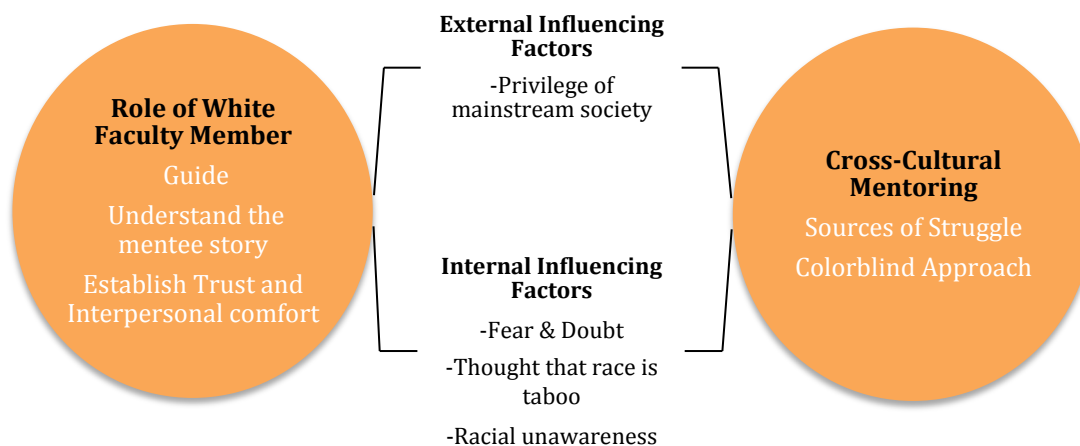 Role of White
Faculty Member
Guide
Understand the
mentee story
Establish Trust and
Interpersonal comfort
External Influencing
Factors
-Privilege of
mainstream society
Internal Influencing
Factors
-Fear & Doubt
-Thought that race is
taboo
-Racial unawareness
Cross-Cultural
Mentoring
Sources of Struggle
Colorblind Approach